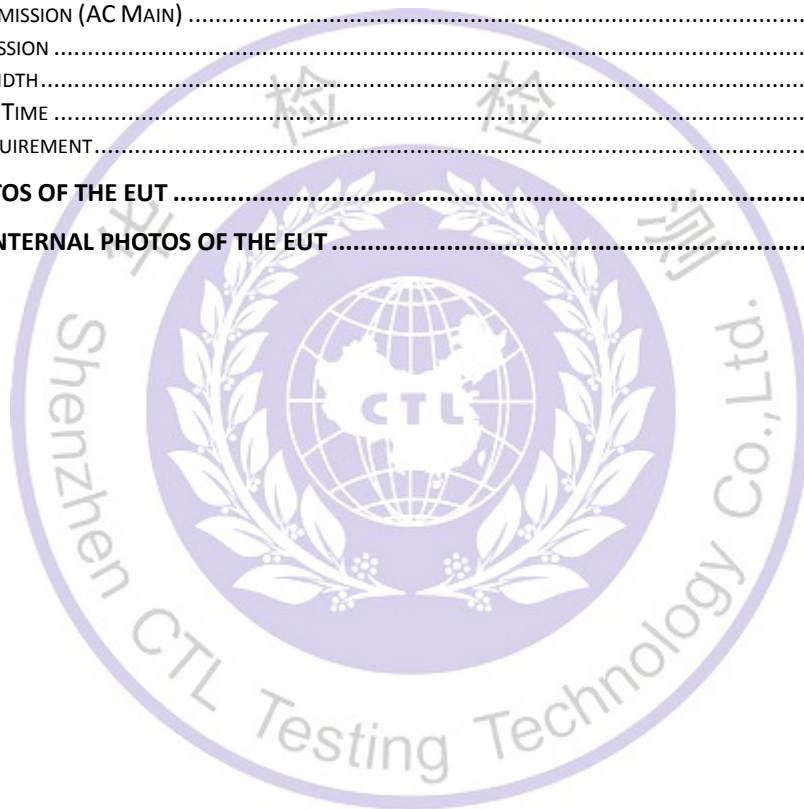 MISSION (AC MAIN) ........................................................................
SSION ........................................................................
IDTH ........................................................................
TIME ........................................................................
UIREMENT ........................................................................
TOS OF THE EUT ........................................................................
NTERNAL PHOTOS OF THE EUT ........................................................................
检检测
CTL
Shenzhen CTL Testing Technology Co.,Ltd.